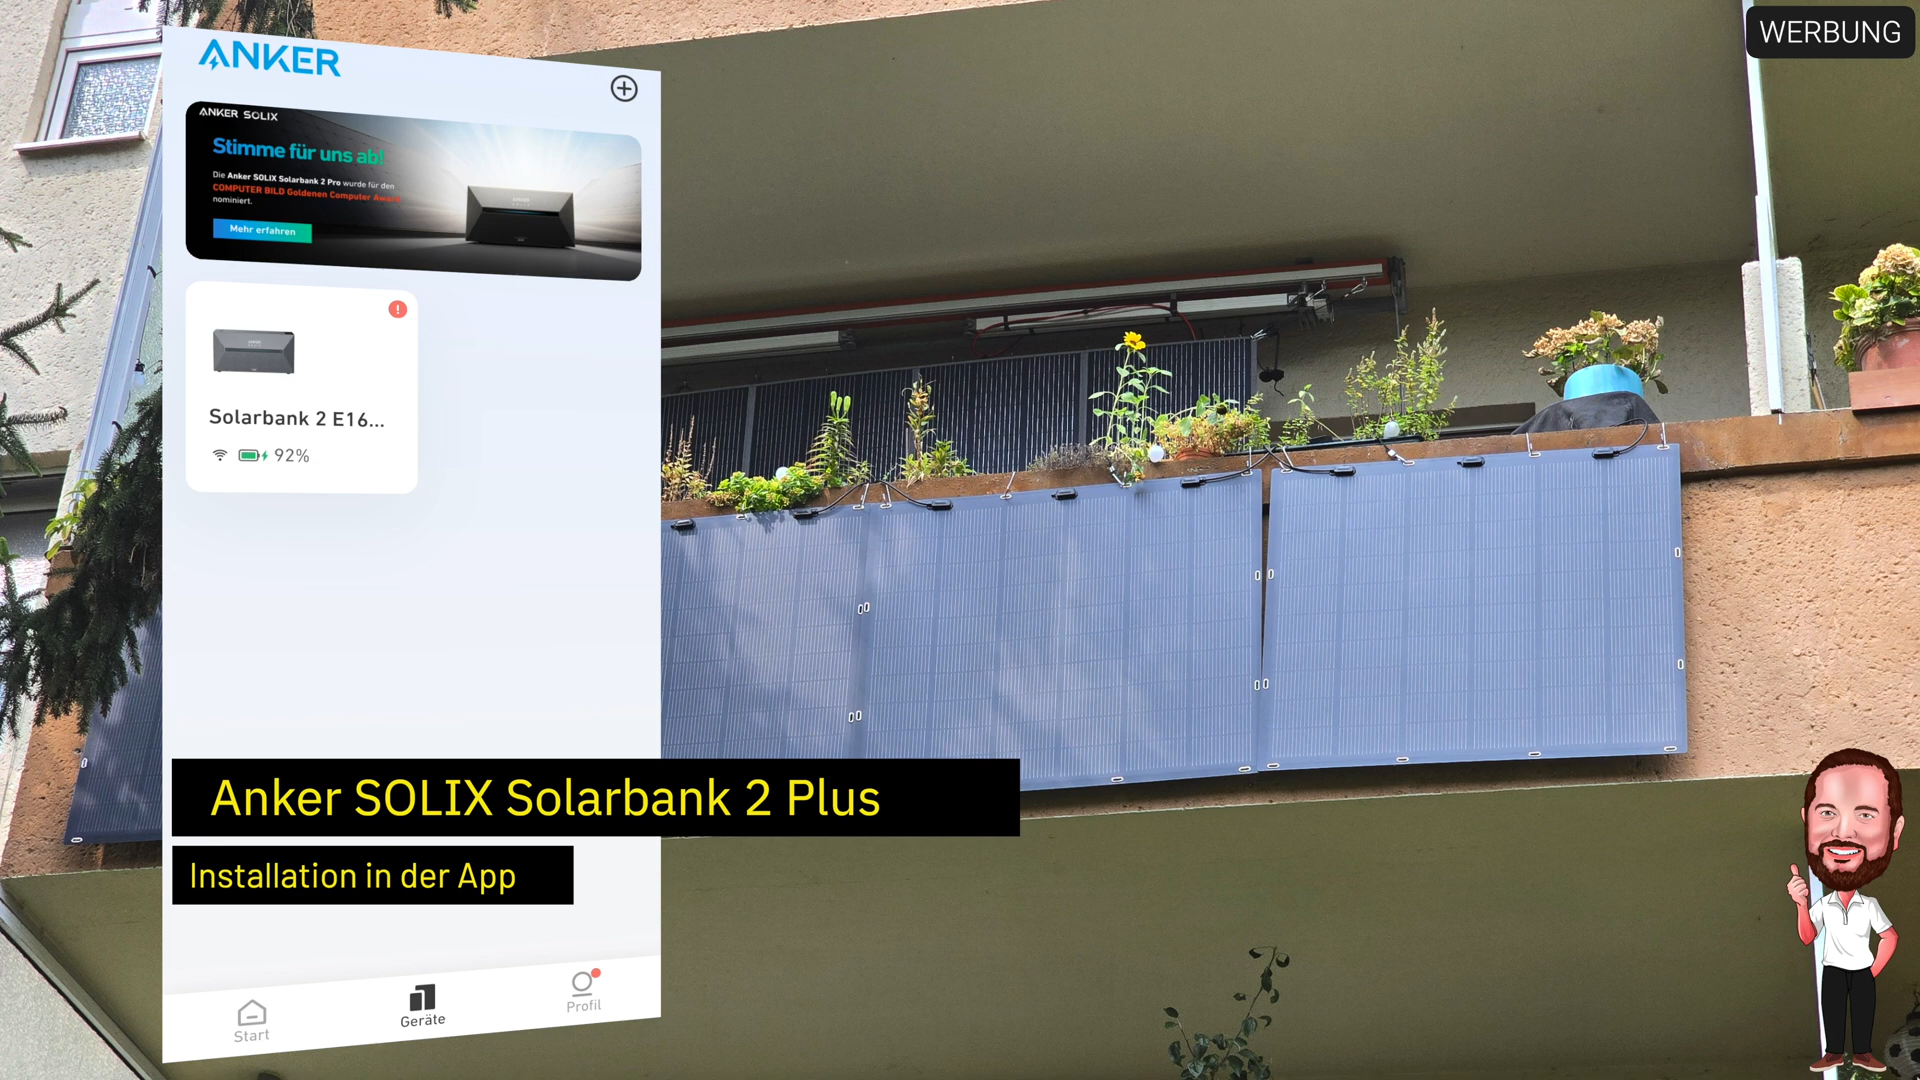 WERBUNG
ANKER
ANKER SOLIX
Stimme für uns ab!
Die Anker SOLIX Solarbank 2 Pro wurde für den
COMPUTER BILD Goldenen Computer Award
nominiert.
Mehr erfahren
Solarbank 2 E16...
92%
Anker SOLIX Solarbank 2 Plus
Installation in der App
Start
Geräte
Profil